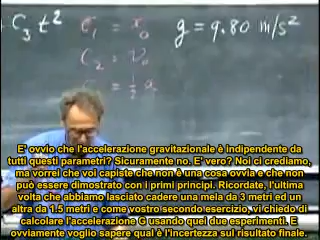 C₃ t²
C₁ = x₀
g = 9.80 m/s²
C₂ = v₀
= ½ a
E' ovvio che l'accelerazione gravitazionale è indipendente da
tutti questi parametri? Sicuramente no. E' vero? Noi ci crediamo,
ma vorrei che voi capiste che non è una cosa ovvia e che non
può essere dimostrato con i primi principi. Ricordate, l'ultima
volta che abbiamo lasciato cadere una mela da 3 metri ed un
altra da 1.5 metri e come vostro secondo esercizio, vi chiedo di
calcolare l'accelerazione G usando quei due esperimenti. E
ovviamente voglio sapere qual è l'incertezza sul risultato finale.